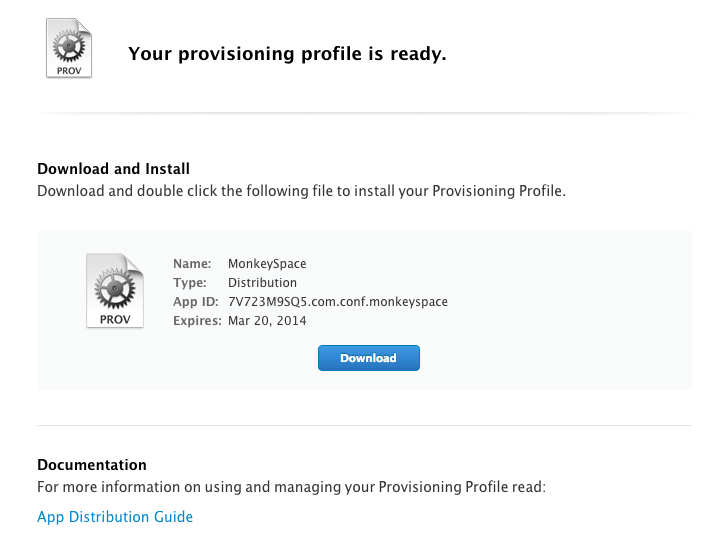 PROV
Your provisioning profile is ready.
Download and Install
Download and double click the following file to install your Provisioning Profile.
PROV
Name: MonkeySpace
Type: Distribution
App ID: 7V723M9SQ5.com.conf.monkeyspace
Expires: Mar 20, 2014
Download
Documentation
For more information on using and managing your Provisioning Profile read:
App Distribution Guide